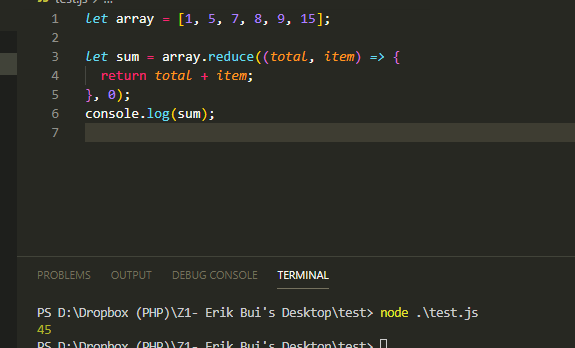 test.js > ...
1 let array = [1, 5, 7, 8, 9, 15];
2
3 let sum = array.reduce((total, item) => {
4 return total + item;
5 }, 0);
6 console.log(sum);
7
PROBLEMS OUTPUT DEBUG CONSOLE TERMINAL
PS D:\Dropbox (PHP)\Z1- Erik Bui's Desktop\test> node .\test.js
45
PS D:\Dropbox (PHP)\Z1- Erik Bui's Desktop\test>